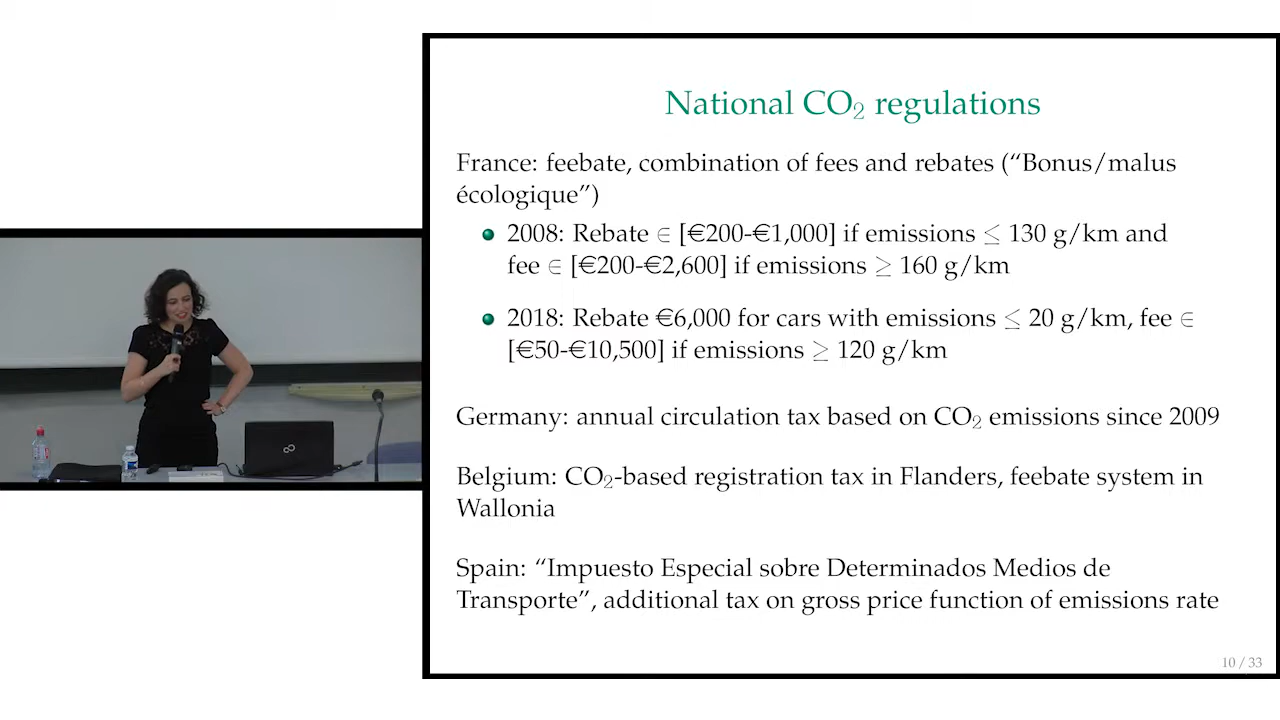 National CO₂ regulations
France: feebate, combination of fees and rebates (“Bonus/malus
écologique”)
2008: Rebate ∈ [€200-€1,000] if emissions ≤ 130 g/km and
fee ∈ [€200-€2,600] if emissions ≥ 160 g/km
2018: Rebate €6,000 for cars with emissions ≤ 20 g/km, fee ∈
[€50-€10,500] if emissions ≥ 120 g/km
Germany: annual circulation tax based on CO₂ emissions since 2009
Belgium: CO₂-based registration tax in Flanders, feebate system in
Wallonia
Spain: “Impuesto Especial sobre Determinados Medios de
Transporte”, additional tax on gross price function of emissions rate
10 / 33